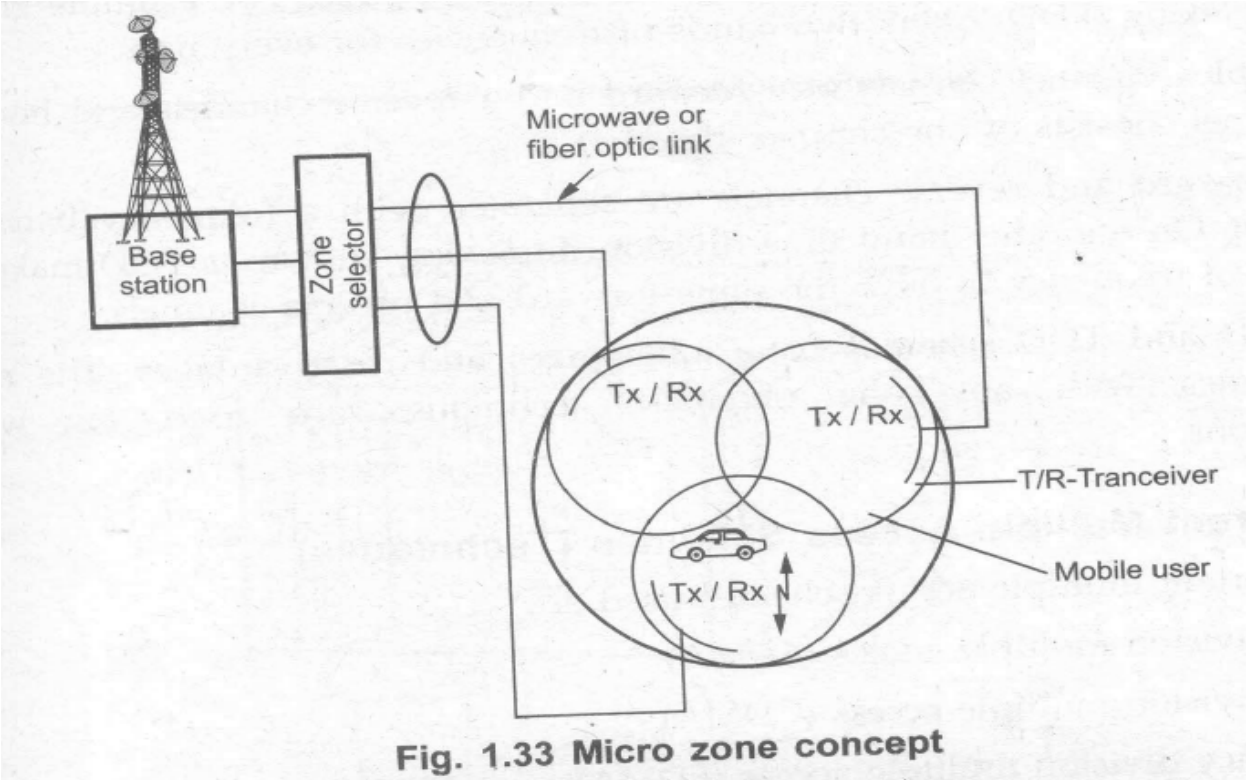 Microwave or
fiber optic link
Base
station
Zone
selector
Tx / Rx
Tx / Rx
T/R-Tranceiver
Mobile user
Tx / Rx
Fig. 1.33 Micro zone concept